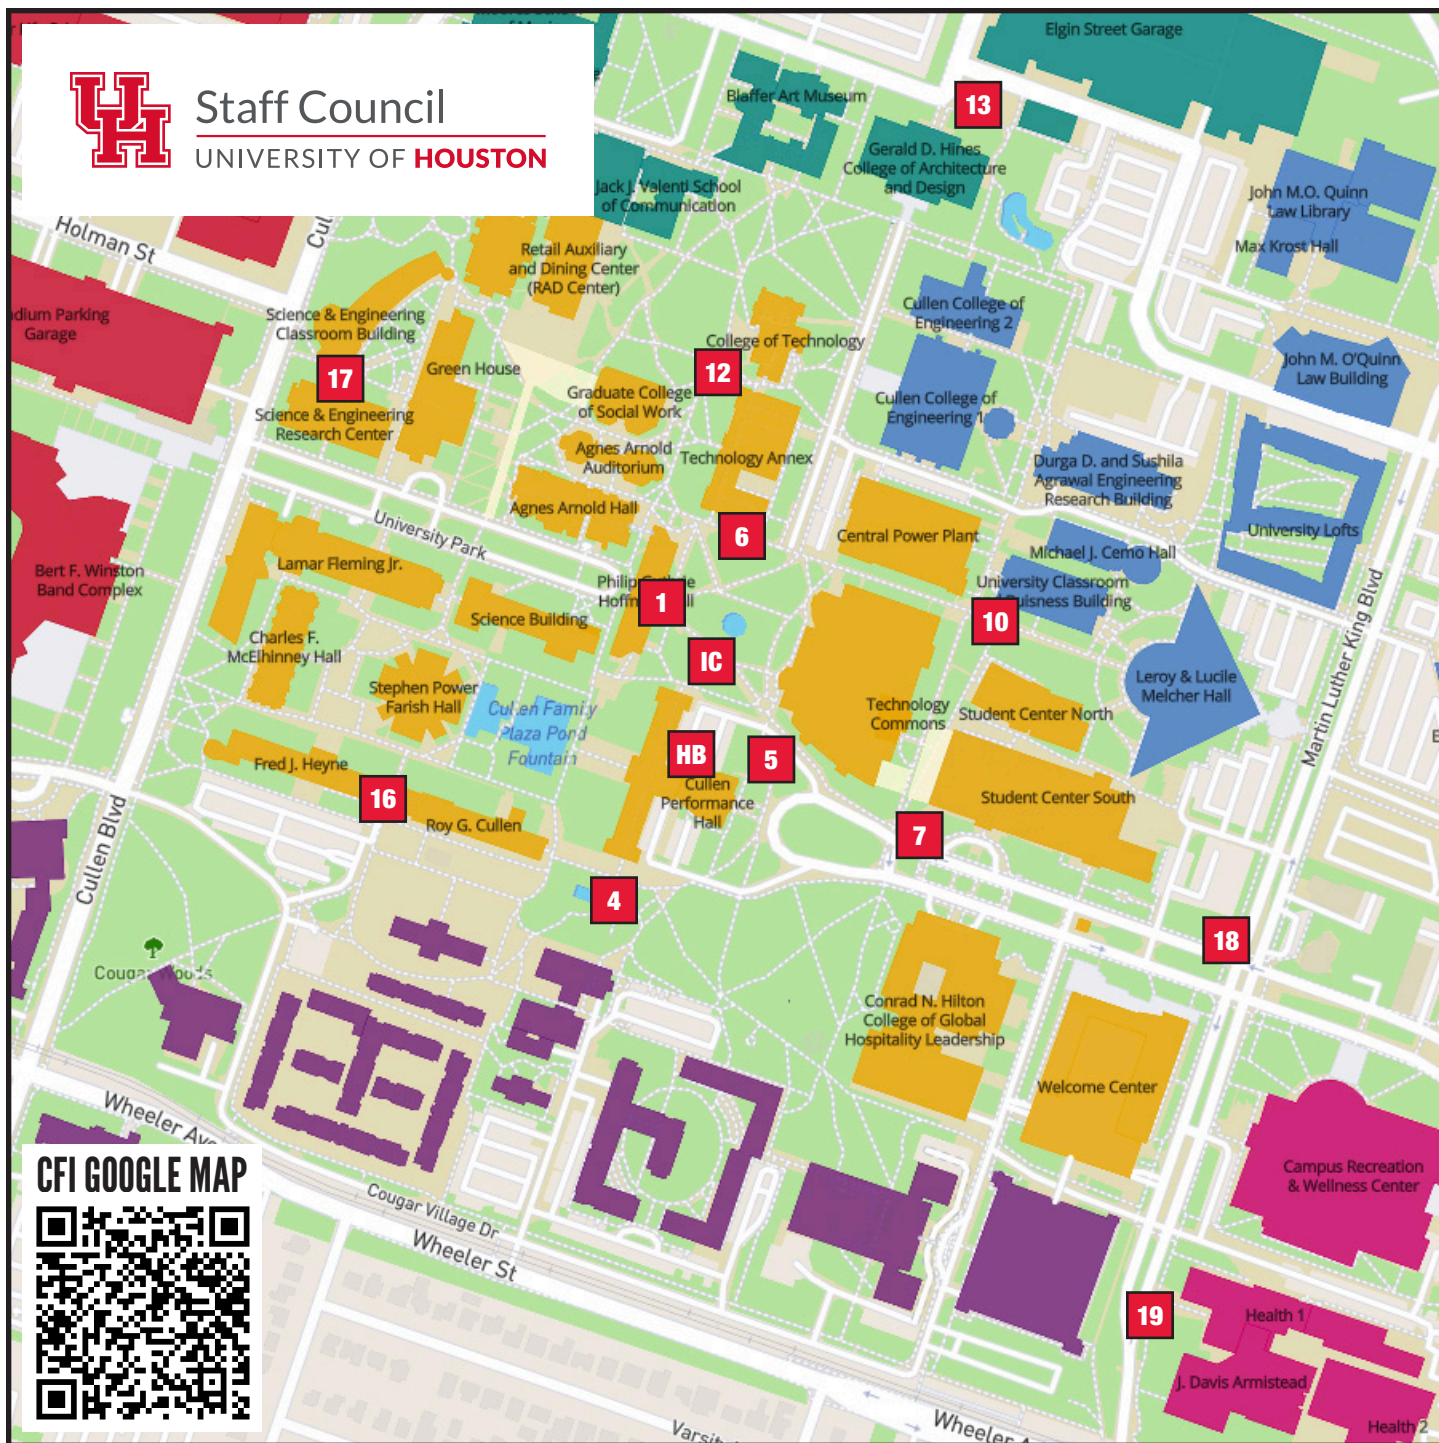 Elgin Street Garage
Staff Council
UNIVERSITY OF HOUSTON
Blaffer Art Museum
13
Gerald D. Hines
College of Architecture
and Design
Jack J. Valenti School
of Communication
John M.O. Quinn
Law Library
Max Krost Hall
Holman St
Cul
Retail Auxiliary
and Dining Center
(RAD Center)
dium Parking
Garage
Science & Engineering
Classroom Building
Cullen College of
Engineering 2
College of Technology
John M. O'Quinn
Law Building
17
Green House
12
Graduate College
of Social Work
Cullen College of
Engineering 1
Science & Engineering
Research Center
Agnes Arnold
Auditorium
Technology Annex
Durga D. and Sushila
Agrawal Engineering
Research Building
Agnes Arnold Hall
University Park
6
Central Power Plant
University Lofts
Michael J. Cemo Hall
Lamar Fleming Jr.
Bert F. Winston
Band Complex
Philip
1
10
University Classroom
Buisness Building
Science Building
Charles F.
McElhinney Hall
IC
Martin Luther King Blvd
Leroy & Lucile
Melcher Hall
Stephen Power
Farish Hall
Cullen Family
Plaza Pond
Fountain
Technology
Commons
Student Center North
HB
5
Fred J. Heyne
Cullen
Performance
Hall
16
Student Center South
Roy G. Cullen
7
Cullen Blvd
4
18
Cougar Woods
Conrad N. Hilton
College of Global
Hospitality Leadership
Welcome Center
Wheeler Ave
CFI GOOGLE MAP
Campus Recreation
& Wellness Center
Cougar Village Dr
Wheeler St
19
Health 1
J. Davis Armistead
Health 2
Varsit
Wheeler